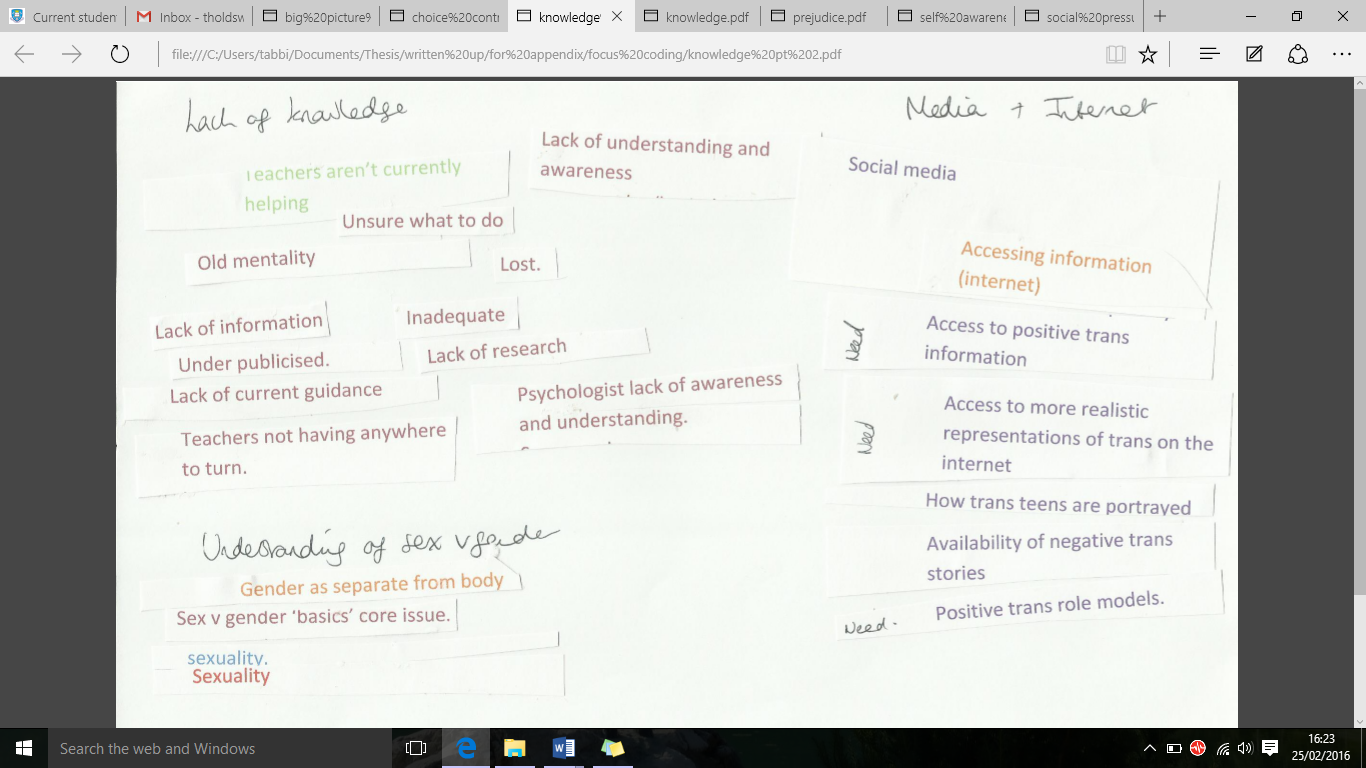 Current studen
Inbox - tholdsw
big%20picture9
choice%20contr
knowledge
knowledge.pdf
prejudice.pdf
self%20awarene
social%20pressu
file:///C:/Users/tabbi/Documents/Thesis/written%20up/for%20appendix/focus%20coding/knowledge%20pt%202.pdf
Lack of knowledge
Teachers aren't currently
helping
Unsure what to do
Old mentality
Lost.
Lack of understanding and
awareness
Lack of information
Inadequate
Under publicised.
Lack of research
Lack of current guidance
Psychologist lack of awareness
and understanding.
Teachers not having anywhere
to turn.
Understanding of sex v gender
Gender as separate from body
Sex v gender 'basics' core issue.
sexuality.
Sexuality
Media + Internet
Social media
Accessing information
(internet)
Need
Access to positive trans
information
Need
Access to more realistic
representations of trans on the
internet
How trans teens are portrayed
Availability of negative trans
stories
Need.
Positive trans role models.
Search the web and Windows
16:23
25/02/2016